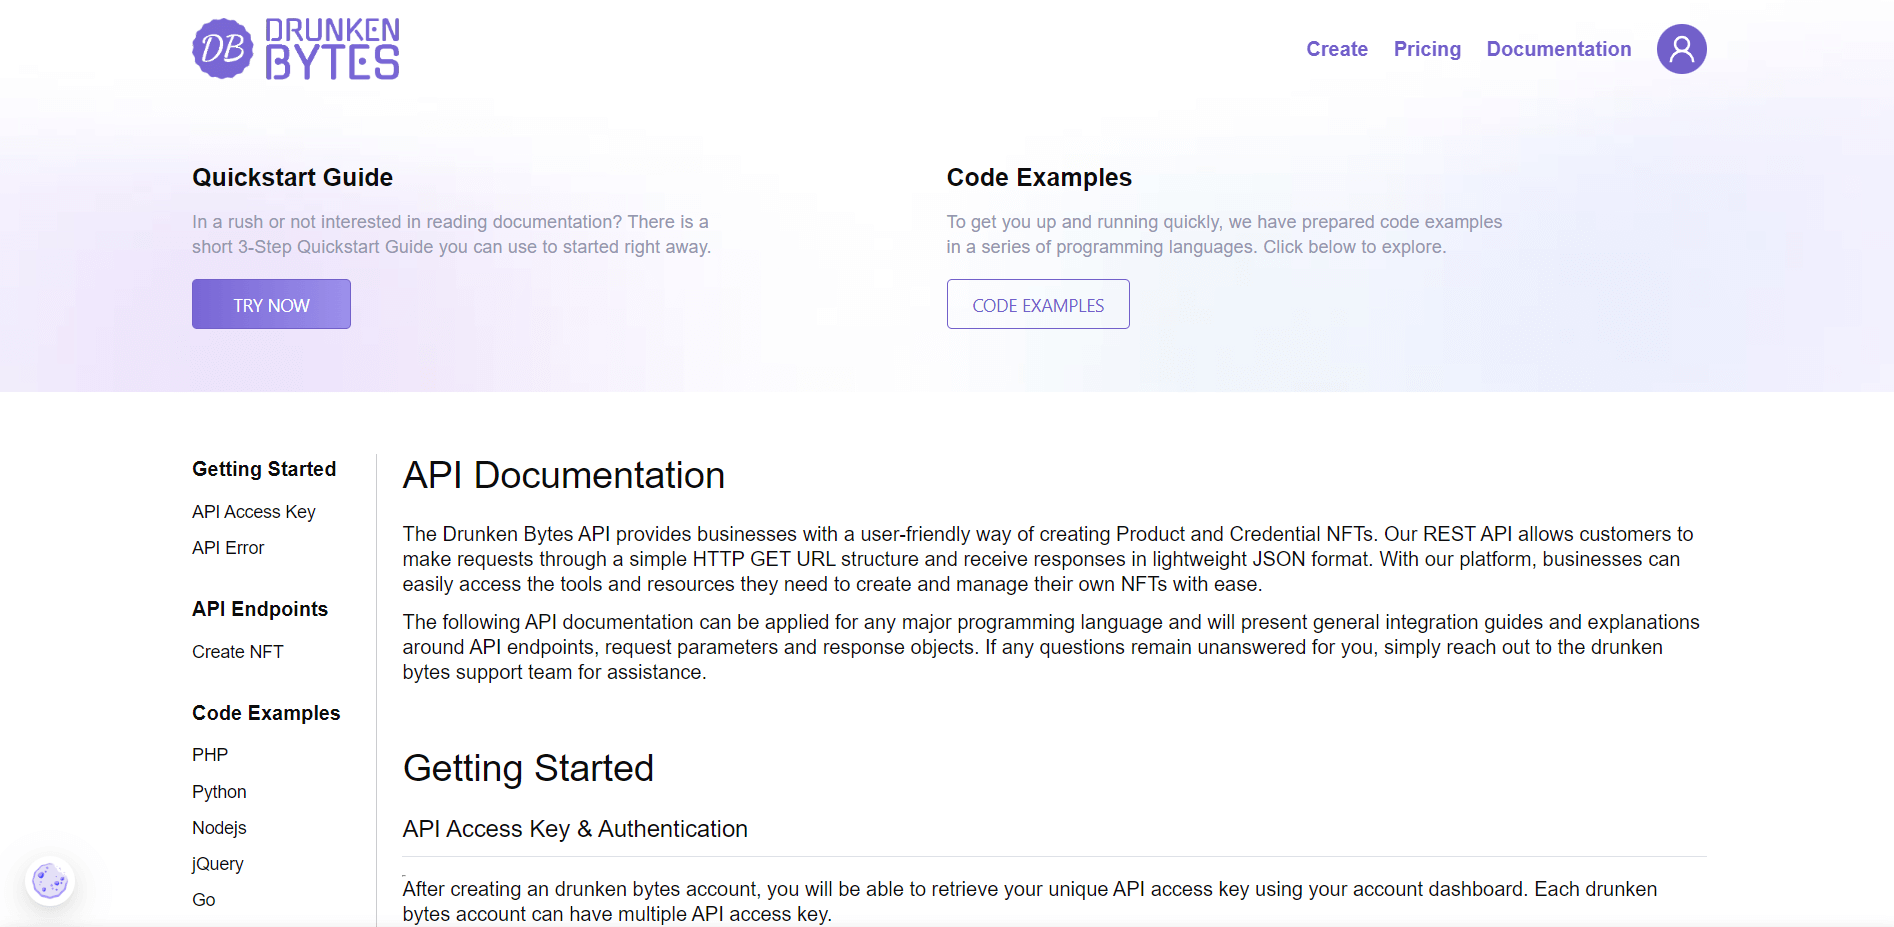 DB DRUNKEN
BYTES
Create Pricing Documentation
Quickstart Guide
In a rush or not interested in reading documentation? There is a
short 3-Step Quickstart Guide you can use to started right away.
TRY NOW
Code Examples
To get you up and running quickly, we have prepared code examples
in a series of programming languages. Click below to explore.
CODE EXAMPLES
Getting Started
API Access Key
API Error
API Endpoints
Create NFT
Code Examples
PHP
Python
Nodejs
jQuery
Go
API Documentation
The Drunken Bytes API provides businesses with a user-friendly way of creating Product and Credential NFTs. Our REST API allows customers to
make requests through a simple HTTP GET URL structure and receive responses in lightweight JSON format. With our platform, businesses can
easily access the tools and resources they need to create and manage their own NFTs with ease.
The following API documentation can be applied for any major programming language and will present general integration guides and explanations
around API endpoints, request parameters and response objects. If any questions remain unanswered for you, simply reach out to the drunken
bytes support team for assistance.
Getting Started
API Access Key & Authentication
After creating an drunken bytes account, you will be able to retrieve your unique API access key using your account dashboard. Each drunken
bytes account can have multiple API access key.